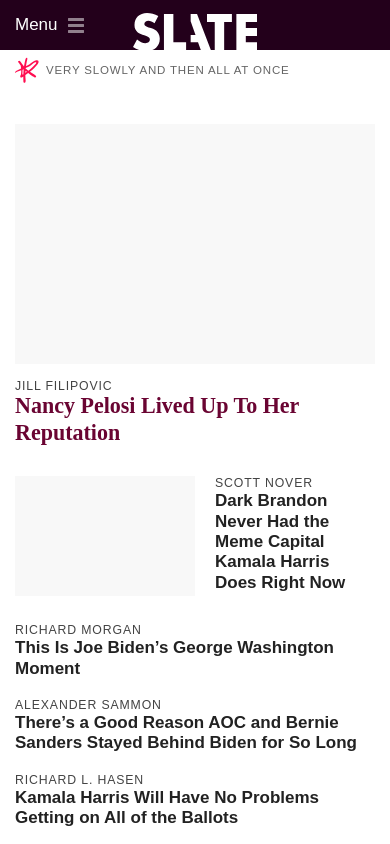 Menu
SLATE
VERY SLOWLY AND THEN ALL AT ONCE
JILL FILIPOVIC
Nancy Pelosi Lived Up To Her
Reputation
SCOTT NOVER
Dark Brandon
Never Had the
Meme Capital
Kamala Harris
Does Right Now
RICHARD MORGAN
This Is Joe Biden’s George Washington
Moment
ALEXANDER SAMMON
There’s a Good Reason AOC and Bernie
Sanders Stayed Behind Biden for So Long
RICHARD L. HASEN
Kamala Harris Will Have No Problems
Getting on All of the Ballots